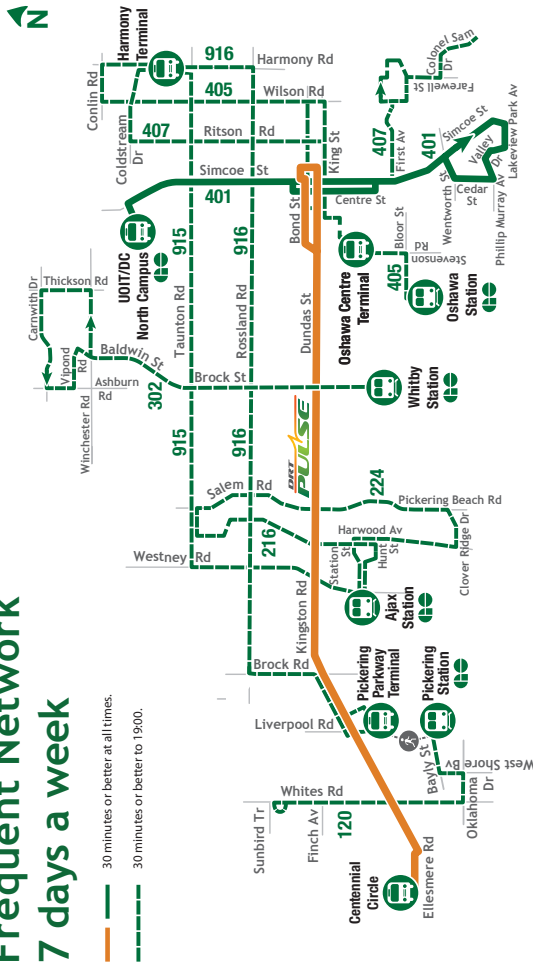 Frequent Network
7 days a week
30 minutes or better at all times.
30 minutes or better to 19:00.
N
Harmony
Terminal
916
Harmony Rd
Conlin Rd
405
Wilson Rd
407
Ritson Rd
Coldstream
Dr
Simcoe St
401
King St
Bond St
Centre St
UOIT/DC
North Campus
915
Taunton Rd
916
Rossland Rd
Dundas St
Colonel Sam
Dr
Farewell St
407
First Av
401
Simcoe St
Valley
Dr
Lakeview Park Av
Wentworth St
Cedar
St
Phillip Murray Av
Bloor St
Stevenson
Rd
405
Oshawa Centre
Terminal
Oshawa
Station
Thickson Rd
Carnwith Dr
Vipond
Rd
Baldwin St
Ashburn
Rd
Winchester Rd
302
Brock St
Whitby
Station
DRT
PULSE
915
916
Salem Rd
224
Pickering Beach Rd
Harwood Av
216
Westney Rd
Station
St
Hunt
St
Clover Ridge Dr
Ajax
Station
Kingston Rd
Brock Rd
Pickering
Parkway
Terminal
Pickering
Station
Liverpool Rd
Bayly St
West Shore Bv
Whites Rd
Oklahoma
Dr
Sunbird Tr
Finch Av
120
Centennial
Circle
Ellesmere Rd